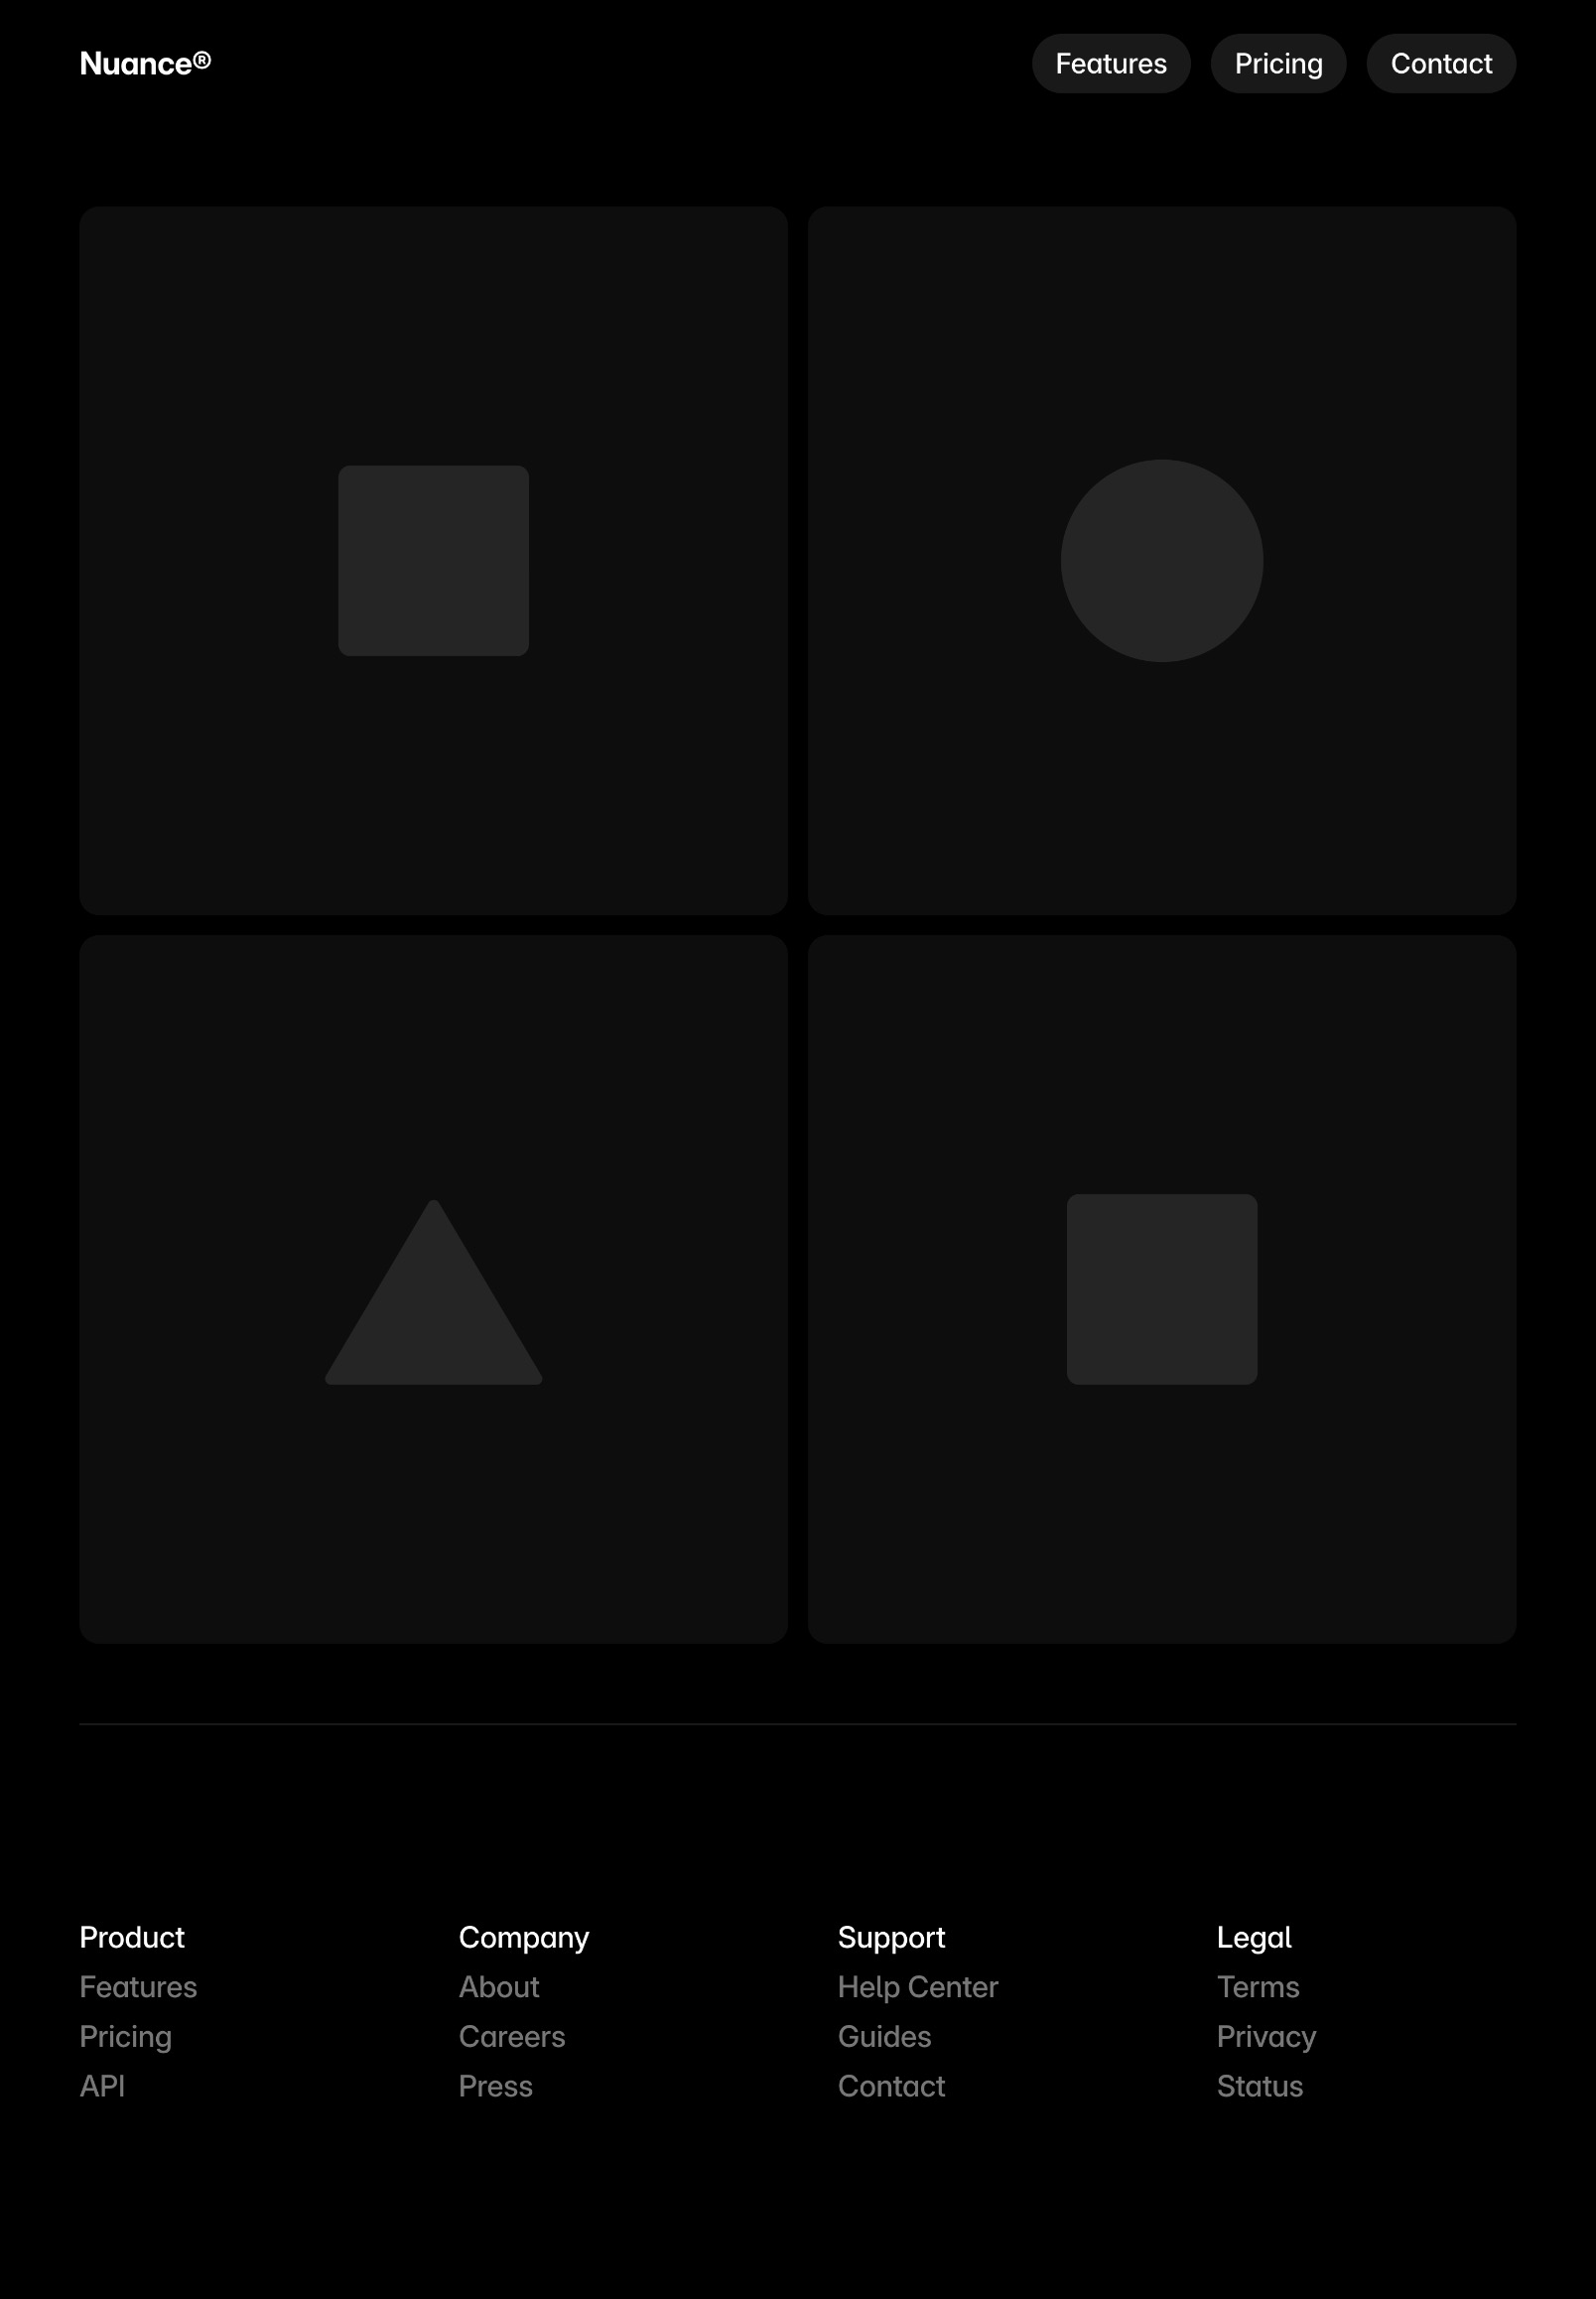 Nuance®
Features Pricing Contact
Product
Features
Pricing
API
Company
About
Careers
Press
Support
Help Center
Guides
Contact
Legal
Terms
Privacy
Status